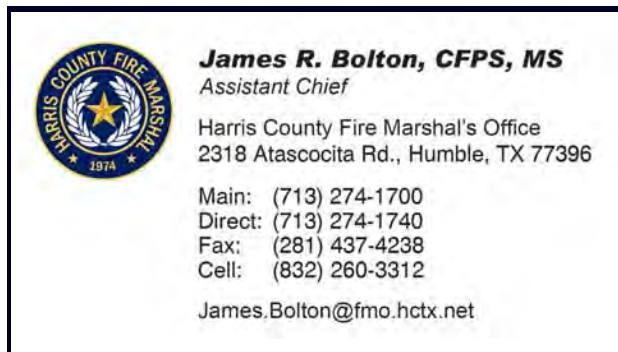 HARRIS COUNTY FIRE MARSHAL
1974
James R. Bolton, CFPS, MS
Assistant Chief
Harris County Fire Marshal's Office
2318 Atascocita Rd., Humble, TX 77396
Main: (713) 274-1700
Direct: (713) 274-1740
Fax: (281) 437-4238
Cell: (832) 260-3312
James.Bolton@fmo.hctx.net